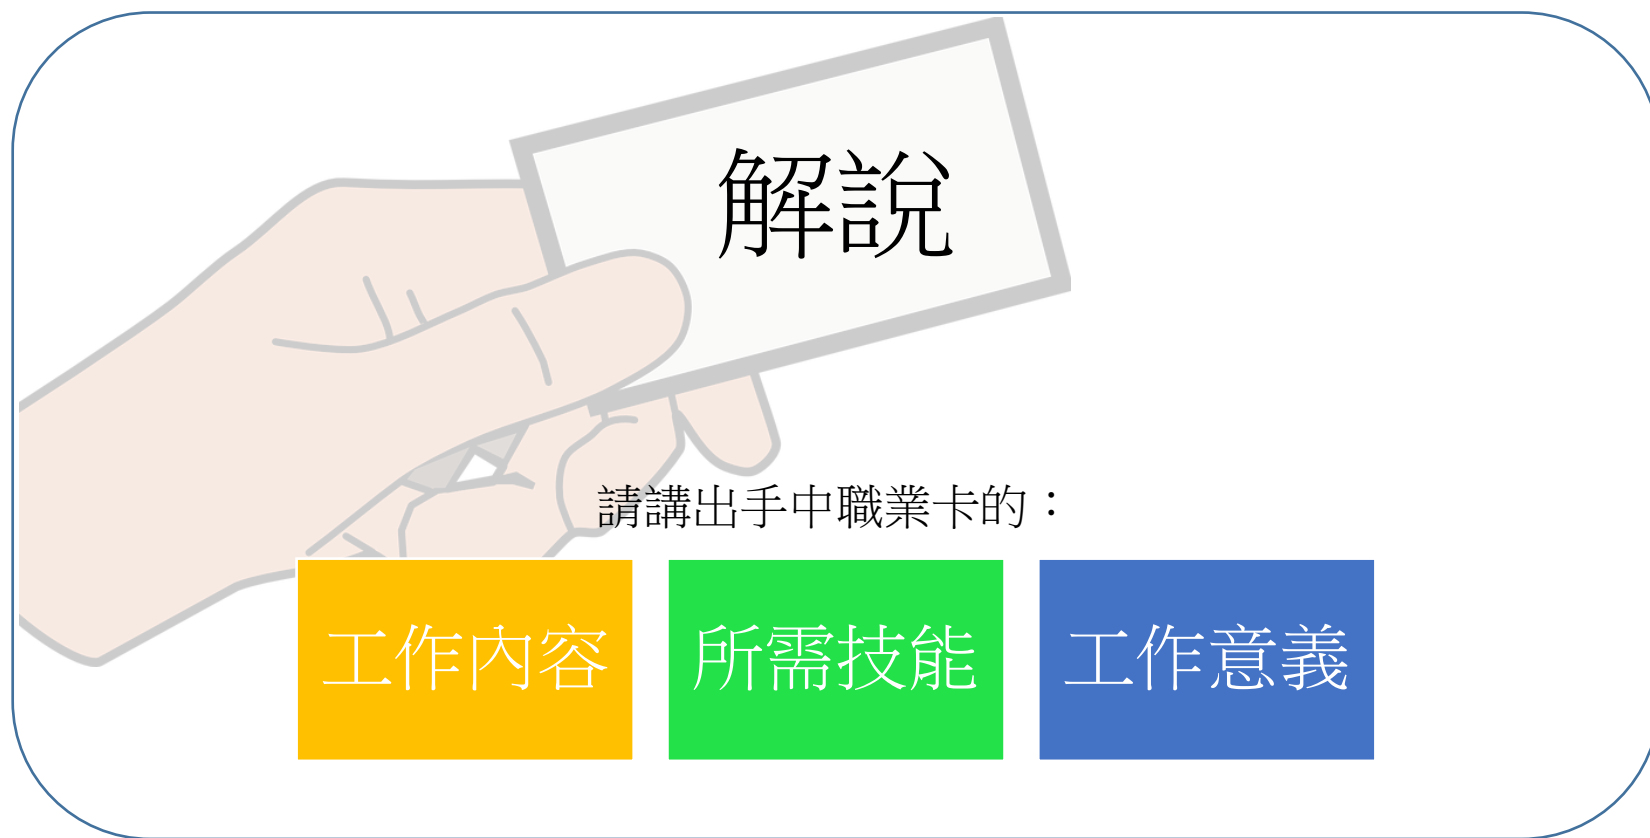 解說
請講出手中職業卡的：
工作內容
所需技能
工作意義